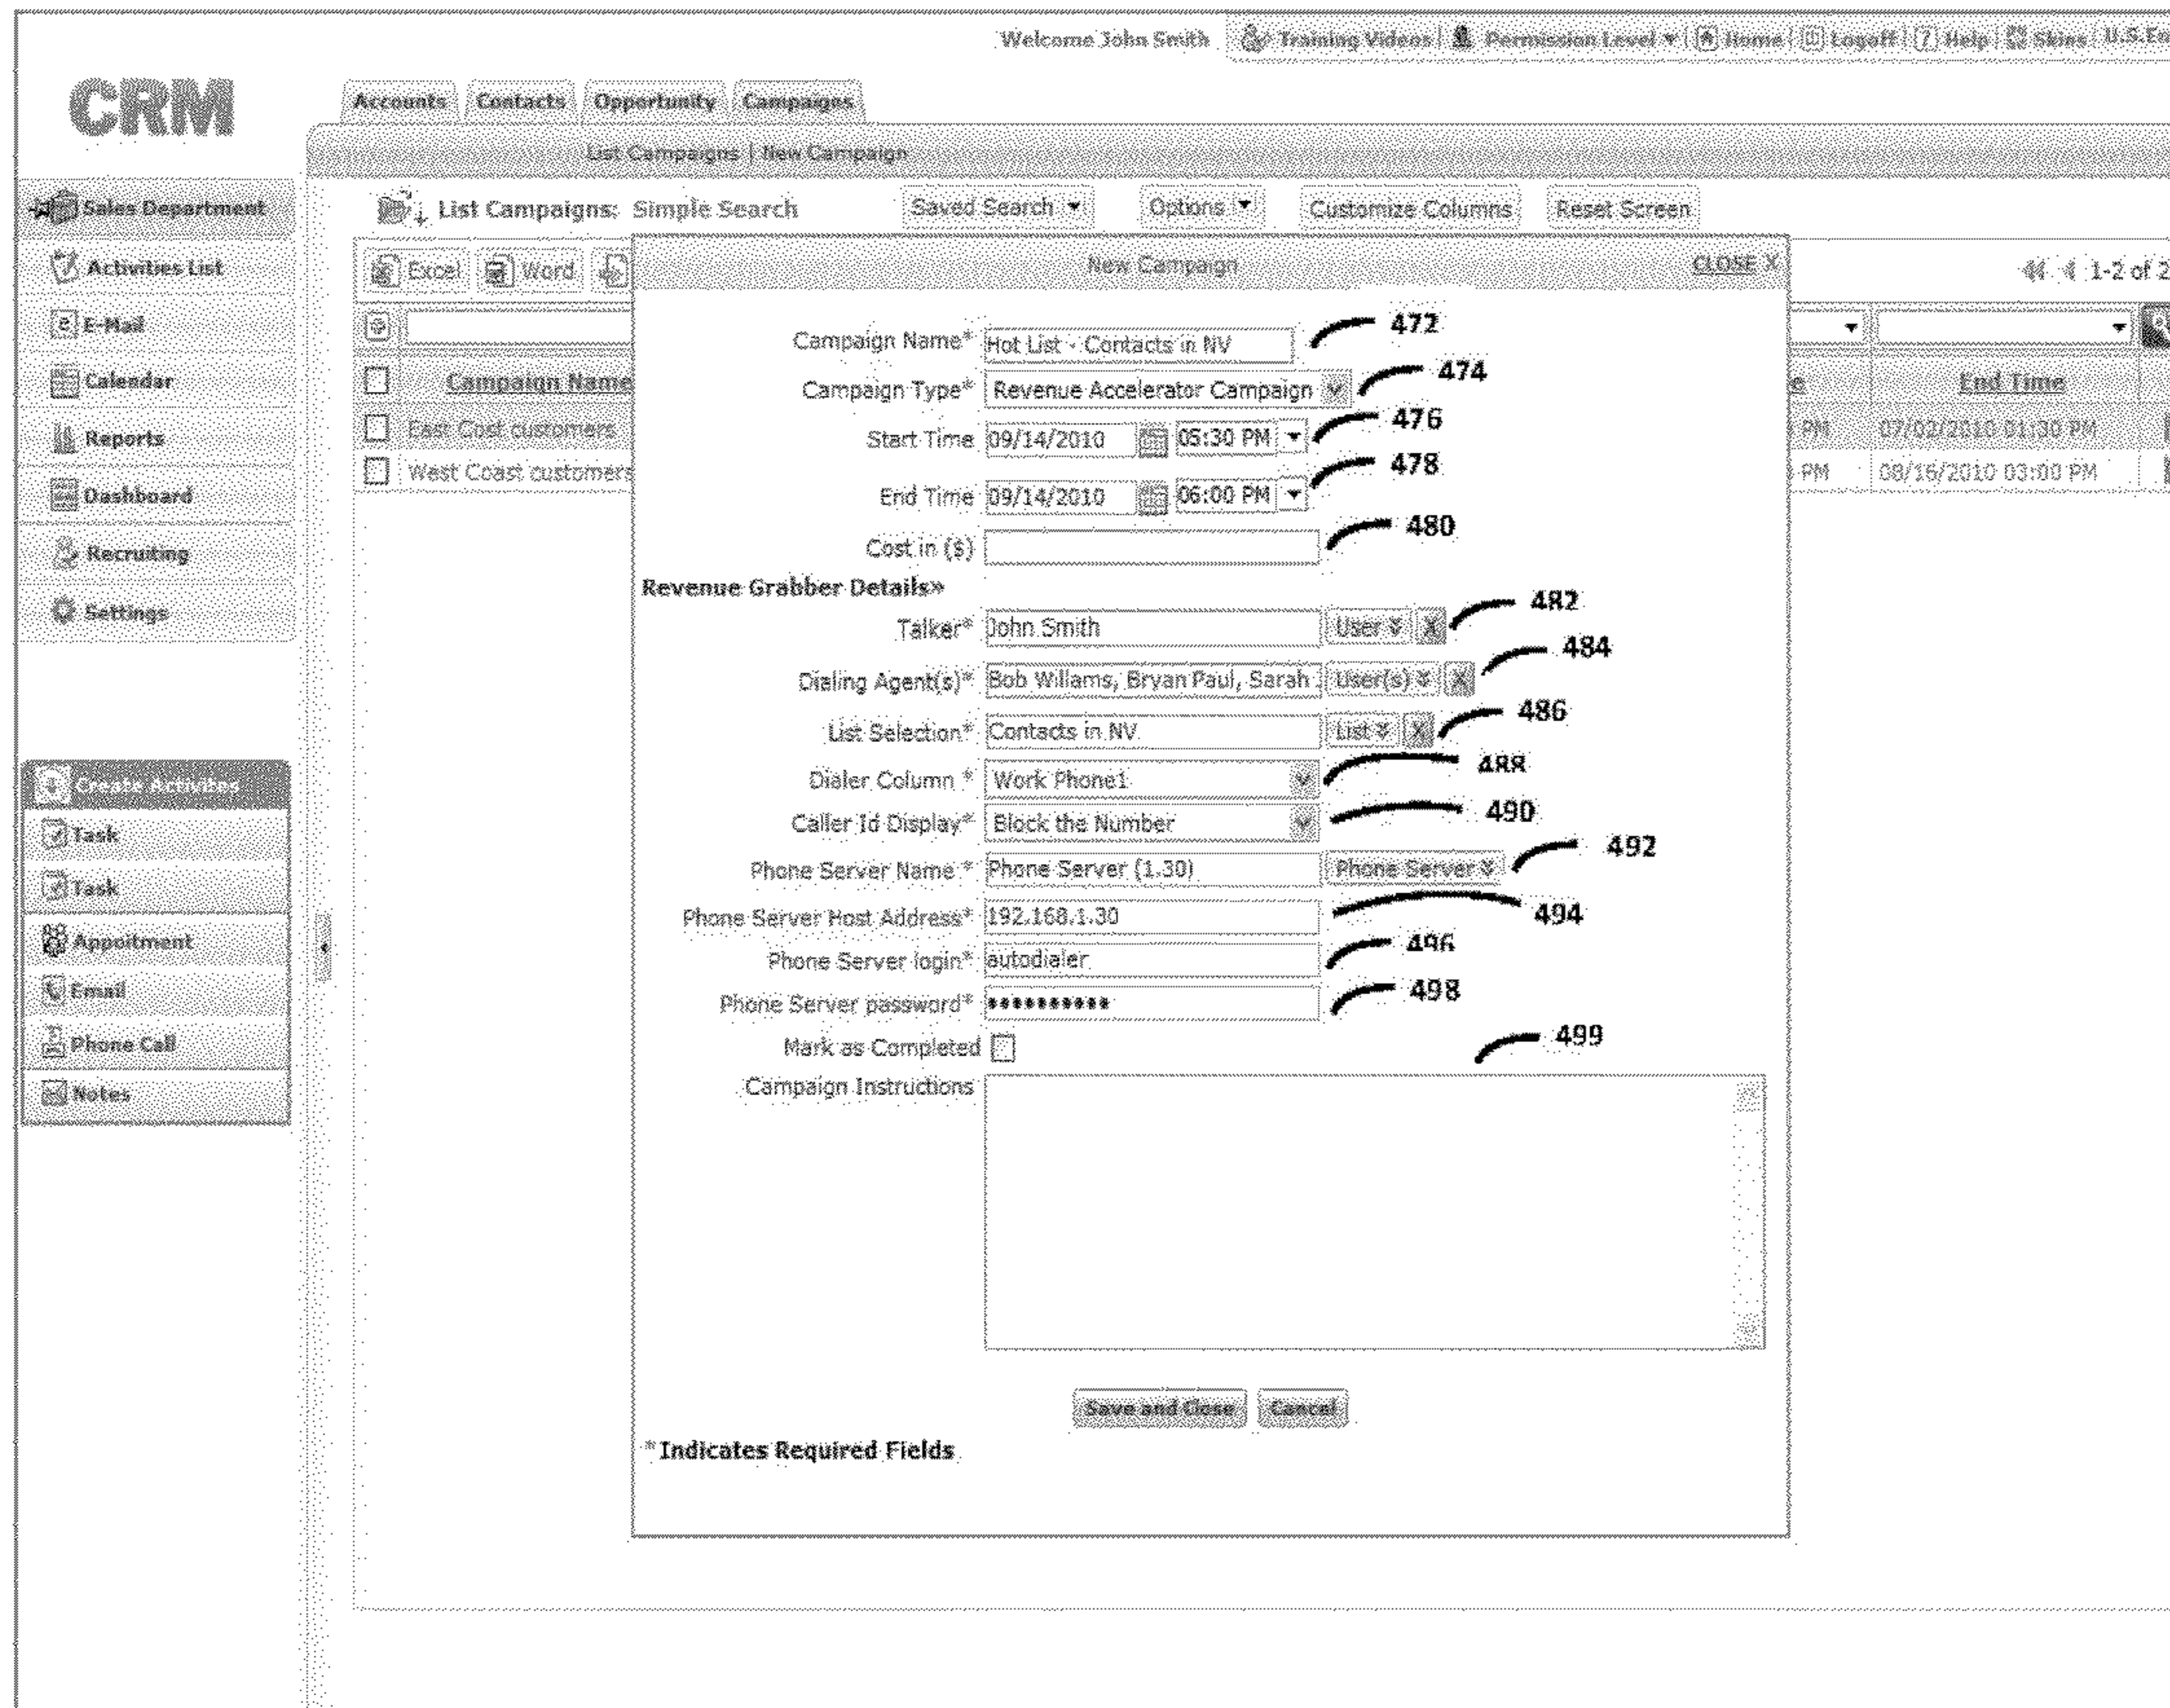 Welcome John Smith Training Videos | Permission Level | Home | Logoff | Help | Skins | U.S.En
CRM
Accounts Contacts Opportunity Campaigns
List Campaigns | New Campaign
Sales Department
Activities List
E-Mail
Calendar
Reports
Dashboard
Recruiting
Settings
Create Activites
Task
Task
Appoitment
Email
Phone Call
Notes
List Campaigns: Simple Search Saved Search Options Customize Columns Reset Screen
Excel Word
1-2 of 2
Campaign Name e End Time
East Cost customers PM 07/02/2010 01:30 PM
West Coast customers PM 08/16/2010 03:00 PM
New Campaign CLOSE X
Campaign Name* Hot List - Contacts in NV 472
Campaign Type* Revenue Accelerator Campaign 474
Start Time 09/14/2010 05:30 PM 476
End Time 09/14/2010 06:00 PM 478
Cost in ($) 480
Revenue Grabber Details»
Talker* John Smith User X 482
Dialing Agent(s)* Bob Willams, Bryan Paul, Sarah User(s) X 484
List Selection* Contacts in NV List X 486
Dialer Column * Work Phone1 488
Caller Id Display* Block the Number 490
Phone Server Name * Phone Server (1.30) Phone Server 492
Phone Server Host Address* 192.168.1.30 494
Phone Server login* autodialer 496
Phone Server password* ********** 498
Mark as Completed 499
Campaign Instructions
Save and Close Cancel
* Indicates Required Fields